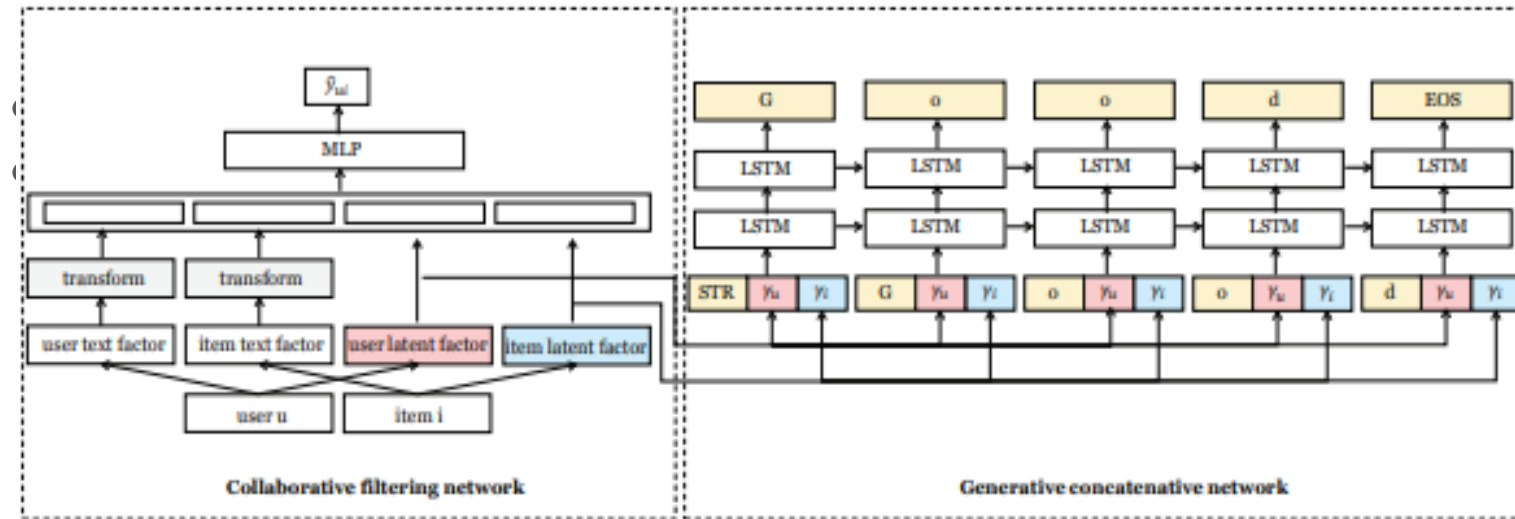 ŷui
MLP
transform transform
user text factor item text factor user latent factor item latent factor
user u item i
Collaborative filtering network
G o o d EOS
LSTM LSTM LSTM LSTM LSTM
LSTM LSTM LSTM LSTM LSTM
STR γu γi G γu γi o γu γi o γu γi d γu γi
Generative concatenative network